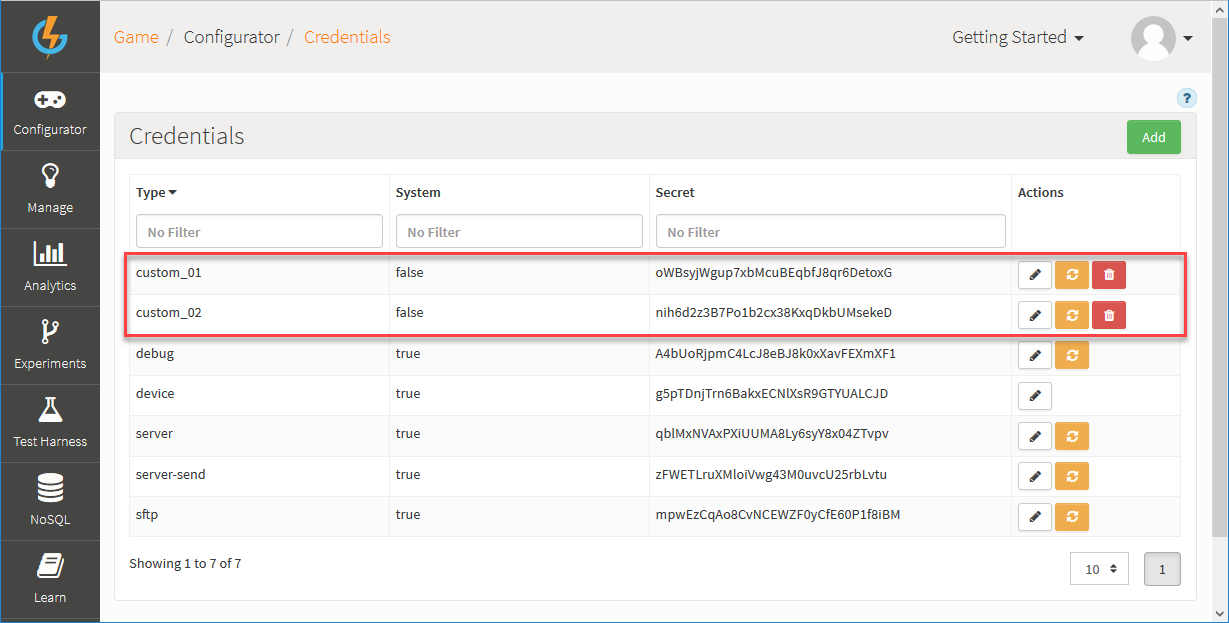 Game / Configurator / Credentials
Getting Started
Configurator
Manage
Analytics
Experiments
Test Harness
NoSQL
Learn
?
Credentials
Add
Type System Secret Actions
No Filter No Filter No Filter
custom_01 false oWBsyjWgup7xbMcuBEqbfJ8qr6DetoxG
custom_02 false nih6d2z3B7Po1b2cx38KxqDkbUMsekeD
debug true A4bUoRjpmC4LcJ8eBJ8k0xXavFEXmXF1
device true g5pTDnjTrn6BakxECNlXsR9GTYUALCJD
server true qblMxNVAxPXiUUMA8Ly6syY8x04ZTvpv
server-send true zFWETLruXMloiVwg43M0uvcU25rbLvtu
sftp true mpwEzCqAo8CvNCEWZF0yCfE60P1f8iBM
Showing 1 to 7 of 7
10
1